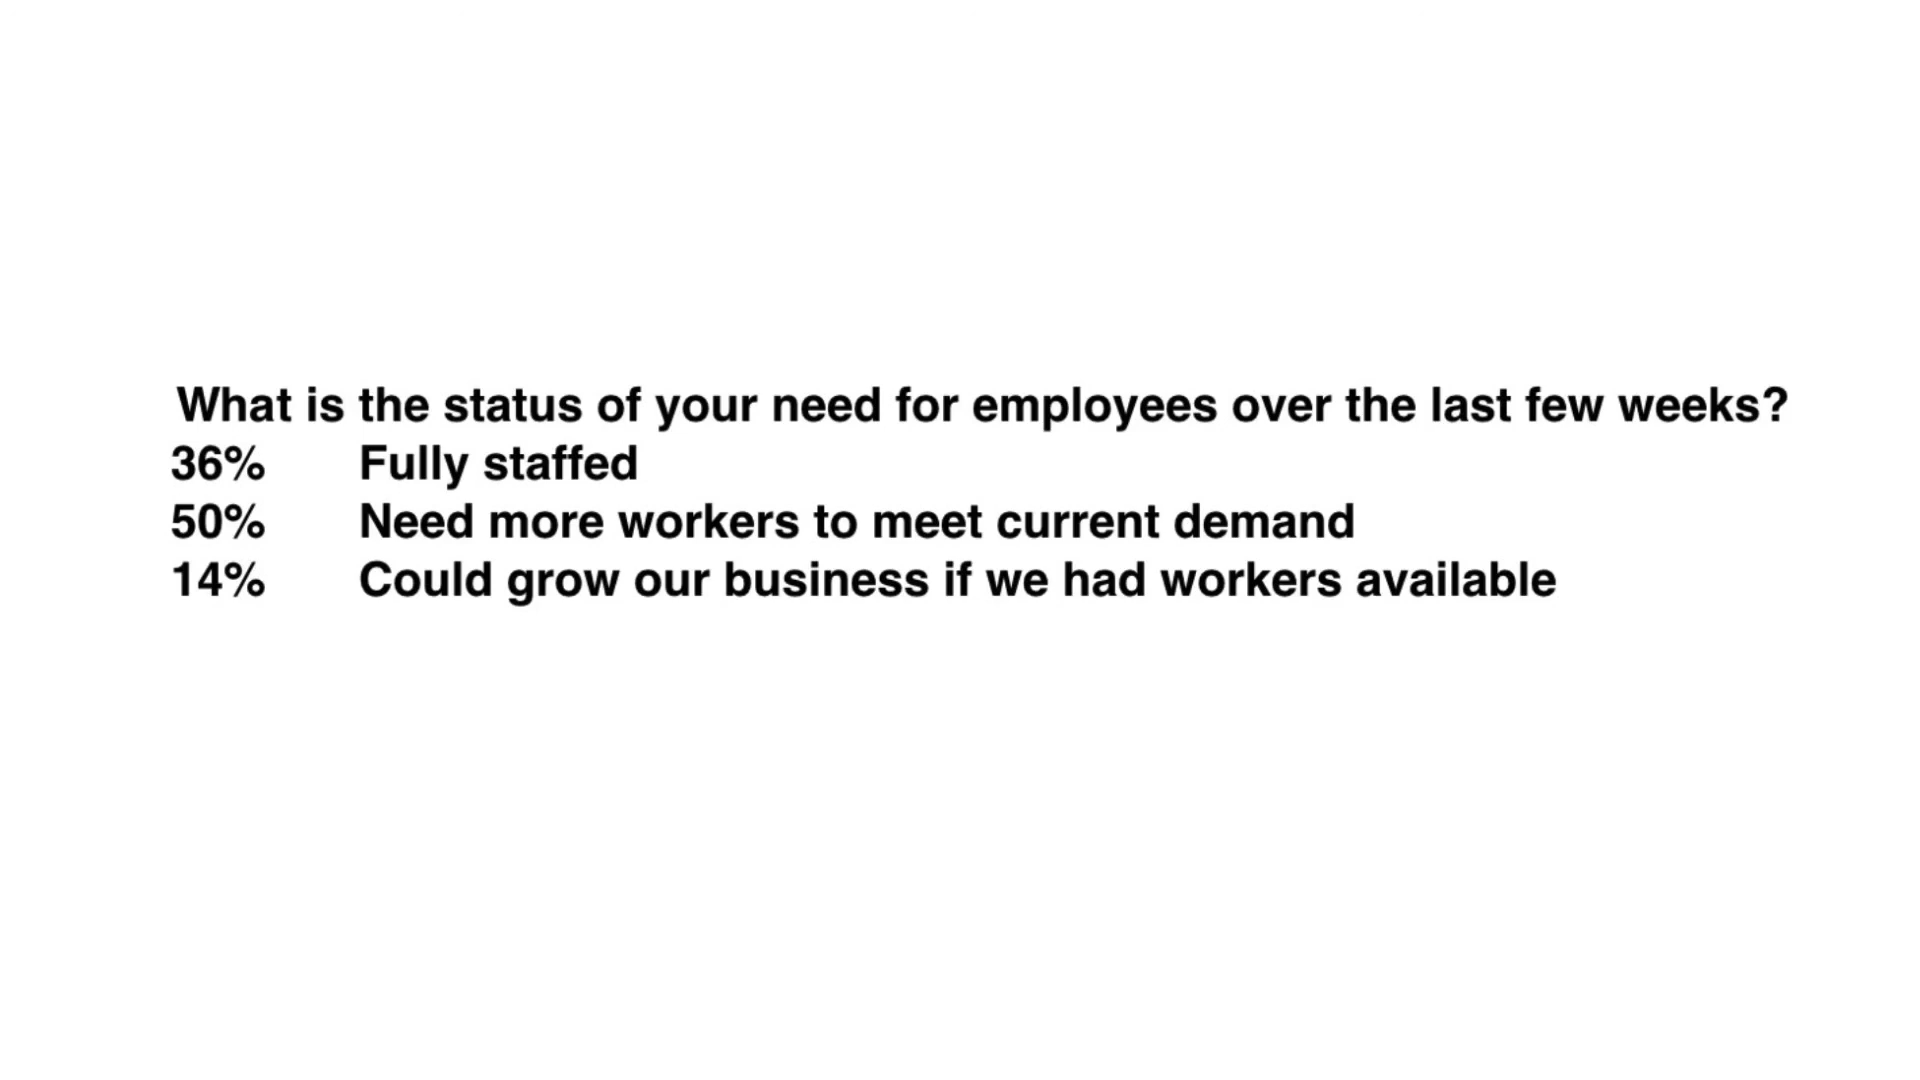 What is the status of your need for employees over the last few weeks?
36% Fully staffed
50% Need more workers to meet current demand
14% Could grow our business if we had workers available